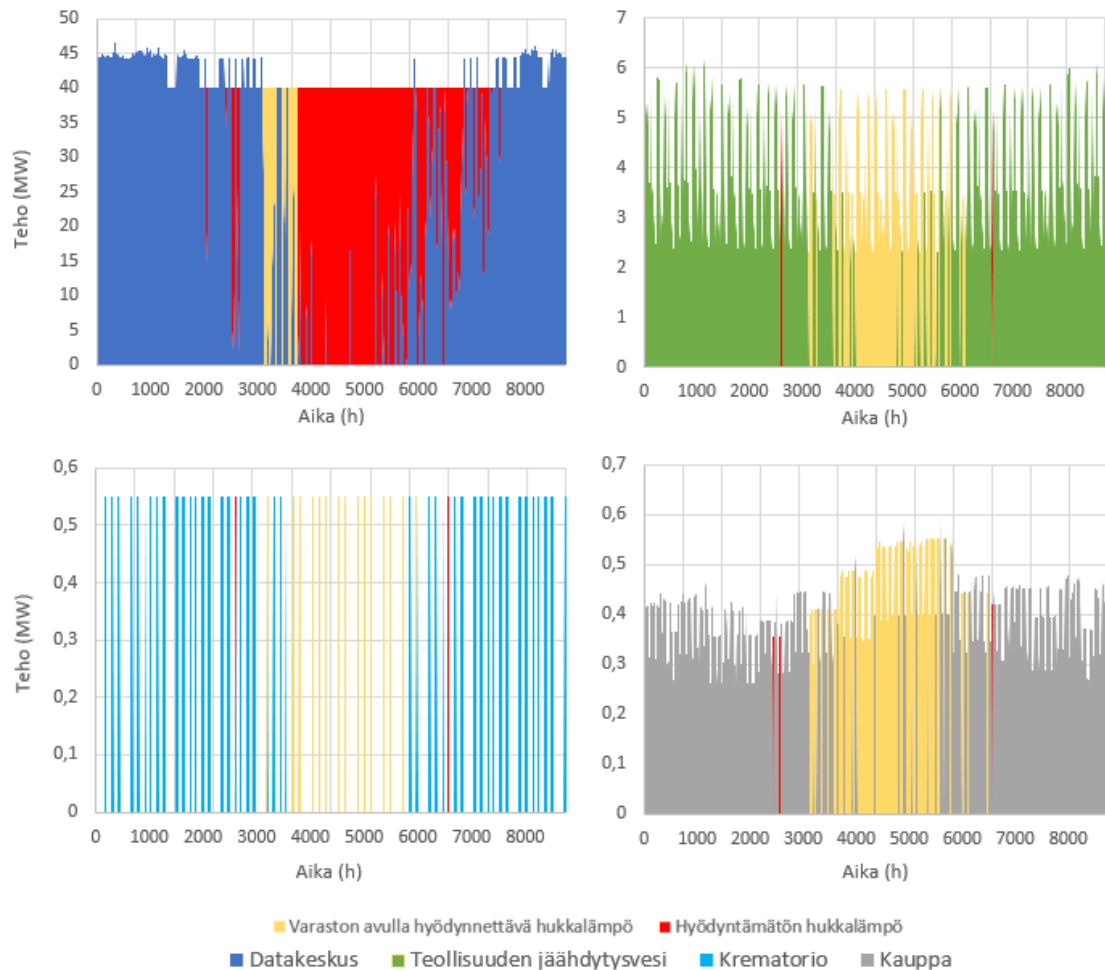 50
45
40
35
30
25
20
15
10
5
0
Teho (MW)
0 1000 2000 3000 4000 5000 6000 7000 8000
Aika (h)
7
6
5
4
3
2
1
0
0 1000 2000 3000 4000 5000 6000 7000 8000
Aika (h)
0,6
0,5
0,4
0,3
0,2
0,1
0
Teho (MW)
0 1000 2000 3000 4000 5000 6000 7000 8000
Aika (h)
0,7
0,6
0,5
0,4
0,3
0,2
0,1
0
0 1000 2000 3000 4000 5000 6000 7000 8000
Aika (h)
Varaston avulla hyödynnettävä hukkalämpö Hyödyntämätön hukkalämpö
Datakeskus Teollisuuden jäähdytysvesi Krematorio Kauppa